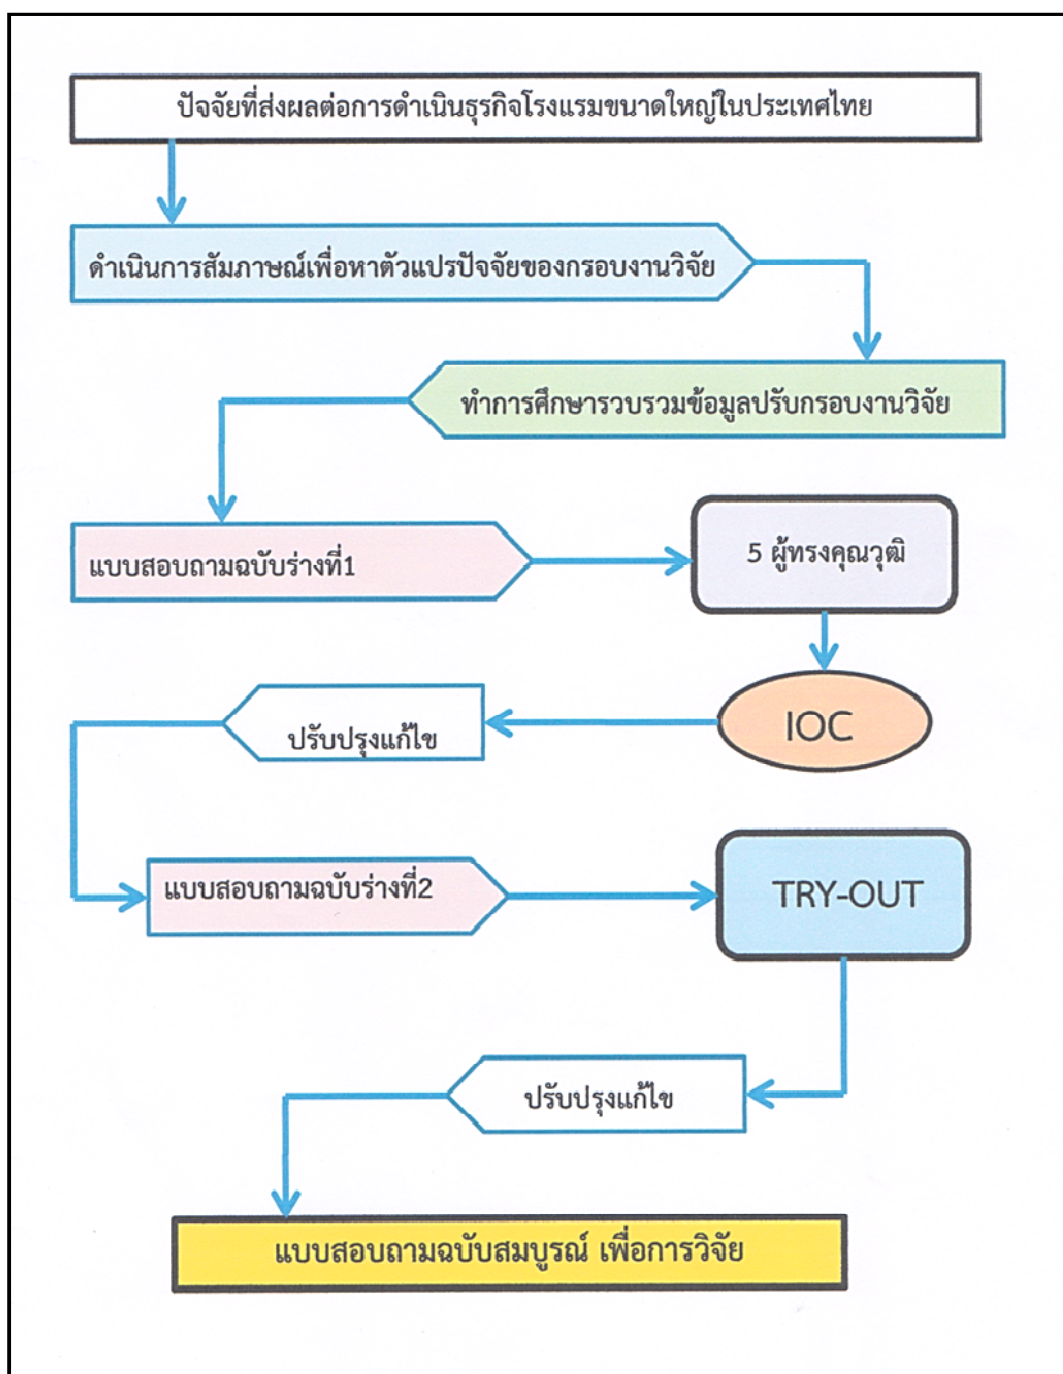 ปัจจัยที่ส่งผลต่อการดำเนินธุรกิจโรงแรมขนาดใหญ่ในประเทศไทย
ดำเนินการสัมภาษณ์เพื่อหาตัวแปรปัจจัยของกรอบงานวิจัย
ทำการศึกษารวบรวมข้อมูลปรับกรอบงานวิจัย
แบบสอบถามฉบับร่างที่1
5 ผู้ทรงคุณวุฒิ
IOC
ปรับปรุงแก้ไข
แบบสอบถามฉบับร่างที่2
TRY-OUT
ปรับปรุงแก้ไข
แบบสอบถามฉบับสมบูรณ์ เพื่อการวิจัย